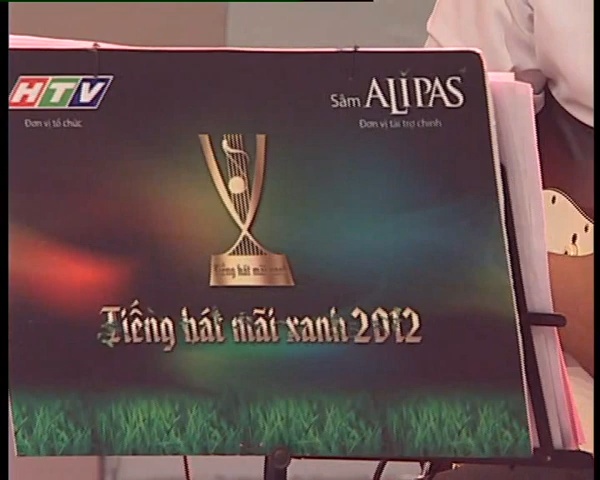 HTV
Đơn vị tổ chức
Sâm ALIPAS
Đơn vị tài trợ chính
Tiếng hát mãi xanh
Tiếng hát mãi xanh 2012